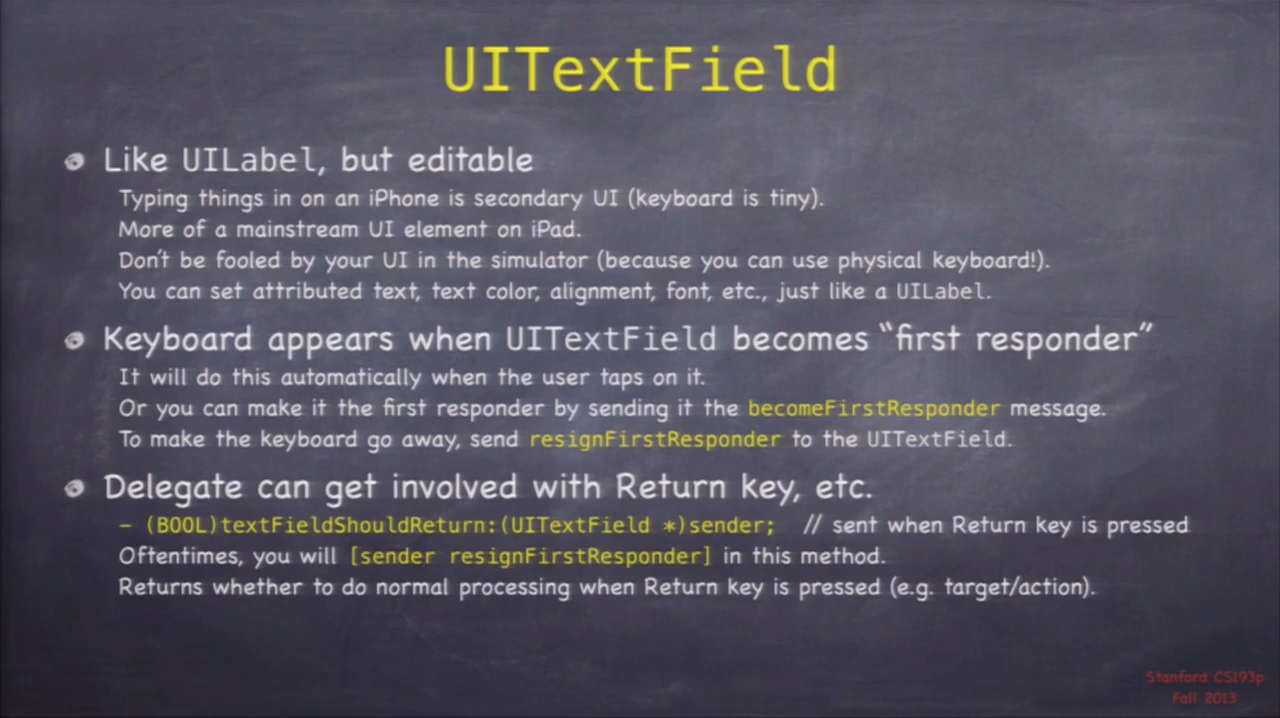 UITextField
Like UILabel, but editable
Typing things in on an iPhone is secondary UI (keyboard is tiny).
More of a mainstream UI element on iPad.
Don't be fooled by your UI in the simulator (because you can use physical keyboard!).
You can set attributed text, text color, alignment, font, etc., just like a UILabel.
Keyboard appears when UITextField becomes “first responder”
It will do this automatically when the user taps on it.
Or you can make it the first responder by sending it the becomeFirstResponder message.
To make the keyboard go away, send resignFirstResponder to the UITextField.
Delegate can get involved with Return key, etc.
- (BOOL)textFieldShouldReturn:(UITextField *)sender; // sent when Return key is pressed
Oftentimes, you will [sender resignFirstResponder] in this method.
Returns whether to do normal processing when Return key is pressed (e.g. target/action).
Stanford CS193p
Fall 2013